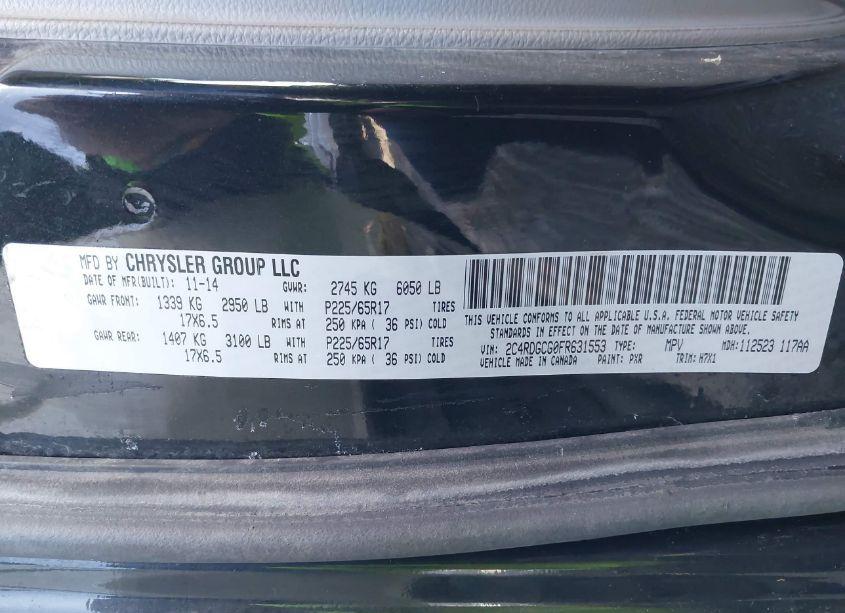 MFD BY CHRYSLER GROUP LLC
DATE OF MFR(BUILT): 11-14 GVWR: 2745 KG 6050 LB
GAWR FRONT: 1339 KG 2950 LB WITH P225/65R17 TIRES
17X6.5 RIMS AT 250 KPA ( 36 PSI) COLD
GAWR REAR: 1407 KG 3100 LB WITH P225/65R17 TIRES
17X6.5 RIMS AT 250 KPA ( 36 PSI) COLD
THIS VEHICLE CONFORMS TO ALL APPLICABLE U.S.A. FEDERAL MOTOR VEHICLE SAFETY
STANDARDS IN EFFECT ON THE DATE OF MANUFACTURE SHOWN ABOVE.
VIN: 2C4RDGCG0FR631553 TYPE: MPV MDH: 112523 117AA
VEHICLE MADE IN CANADA PAINT: PXR TRIM: H7X1